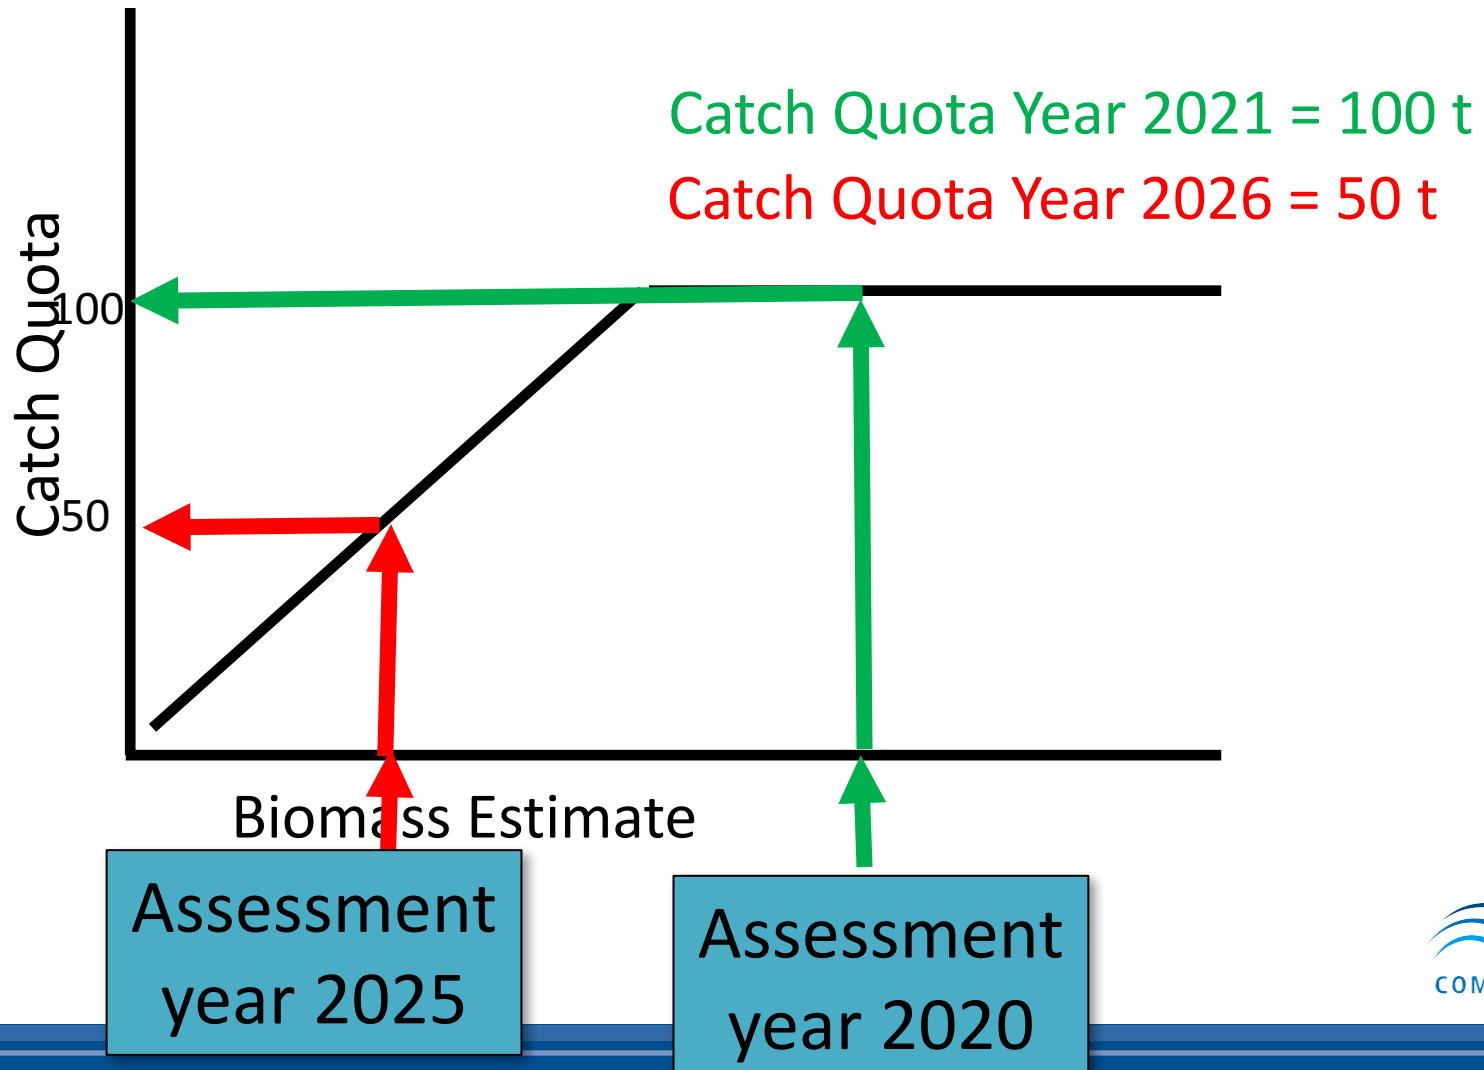 Catch Quota Year 2021 = 100 t
Catch Quota Year 2026 = 50 t
Catch Quota
100
50
Biomass Estimate
Assessment
year 2025
Assessment
year 2020